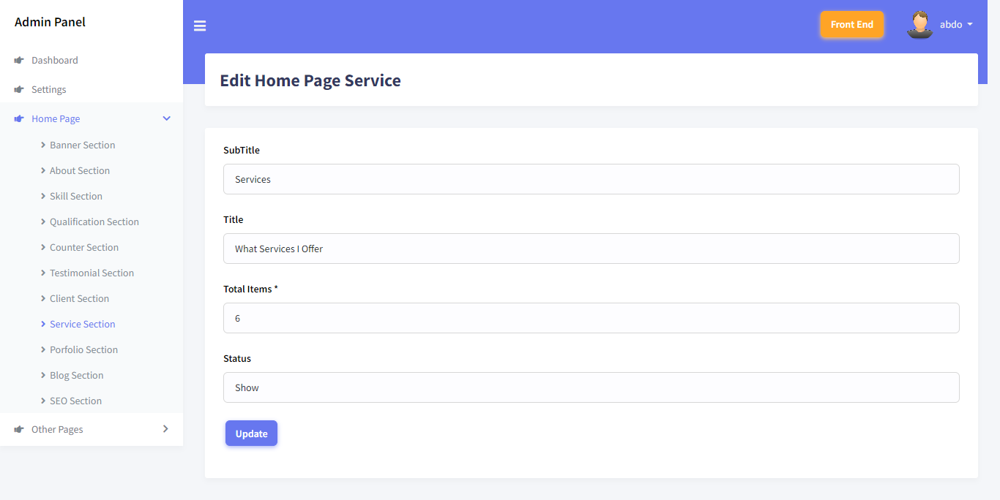 Admin Panel
Dashboard
Settings
Home Page
Banner Section
About Section
Skill Section
Qualification Section
Counter Section
Testimonial Section
Client Section
Service Section
Porfolio Section
Blog Section
SEO Section
Other Pages
Front End
abdo
Edit Home Page Service
SubTitle
Services
Title
What Services I Offer
Total Items *
6
Status
Show
Update